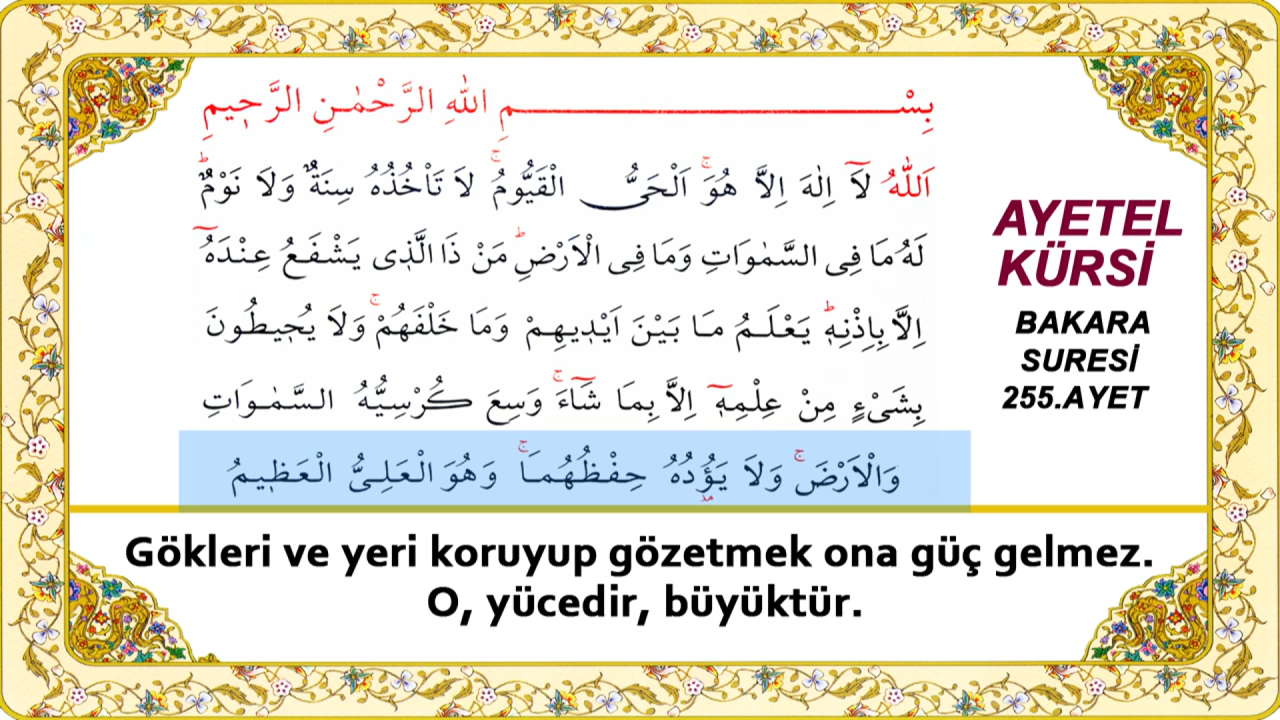 بِسْمِ اللهِ الرَّحْمٰنِ الرَّح۪يمِ
اَللّٰهُ لَٓا اِلٰهَ اِلَّا هُوَۚ اَلْحَيُّ الْقَيُّومُۚ لَا تَأْخُذُهُ سِنَةٌ وَلَا نَوْمٌۜ
لَهُ مَا فِى السَّمٰوَاتِ وَمَا فِى الْاَرْضِۜ مَنْ ذَا الَّذ۪ى يَشْفَعُ عِنْدَهُٓ
اِلَّا بِاِذْنِه۪ۜ يَعْلَمُ مَا بَيْنَ اَيْد۪يهِمْ وَمَا خَلْفَهُمْۚ وَلَا يُح۪يطُونَ
بِشَىْءٍ مِنْ عِلْمِه۪ٓ اِلَّا بِمَا شَٓاءَۚ وَسِعَ كُرْسِيُّهُ السَّمٰوَاتِ
وَالْاَرْضَۚ وَلَا يَؤُدُهُ حِفْظُهُمَاۚ وَهُوَ الْعَلِىُّ الْعَظ۪يمُ
AYETEL
KÜRSİ
BAKARA
SURESİ
255.AYET
Gökleri ve yeri koruyup gözetmek ona güç gelmez.
O, yücedir, büyüktür.